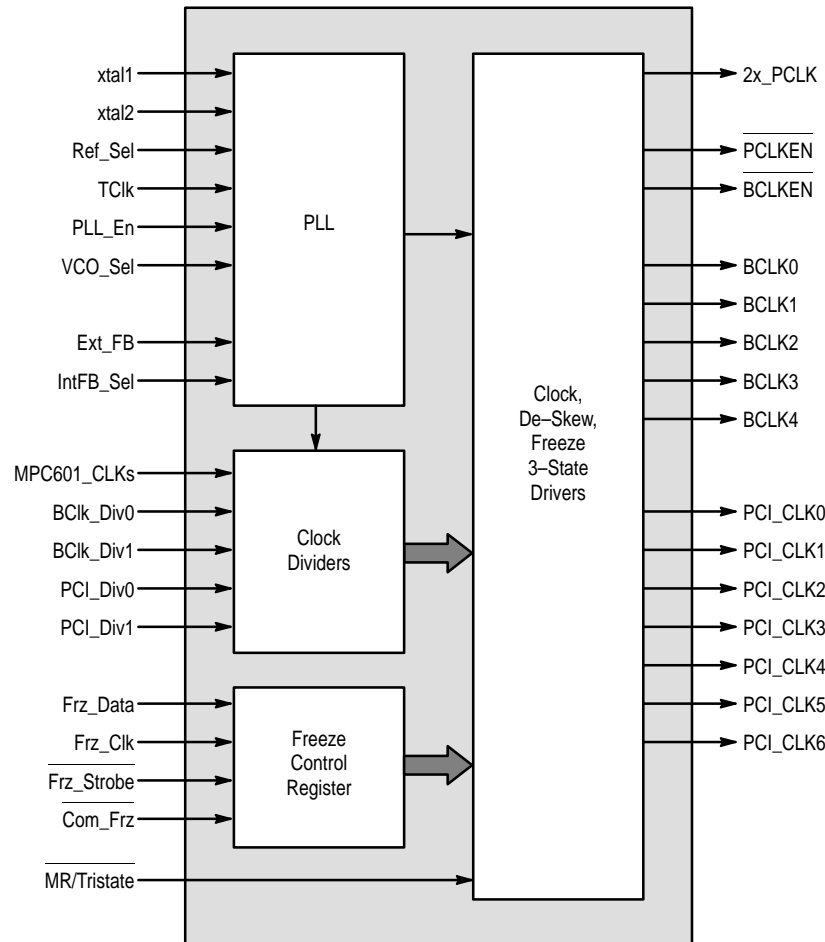 xtal1
xtal2
Ref_Sel
TClk
PLL_En
VCO_Sel
Ext_FB
IntFB_Sel
MPC601_CLKs
BClk_Div0
BClk_Div1
PCI_Div0
PCI_Div1
Frz_Data
Frz_Clk
Frz_Strobe
Com_Frz
MR/Tristate
PLL
Clock
Dividers
Freeze
Control
Register
Clock,
De–Skew,
Freeze
3–State
Drivers
2x_PCLK
PCLKEN
BCLKEN
BCLK0
BCLK1
BCLK2
BCLK3
BCLK4
PCI_CLK0
PCI_CLK1
PCI_CLK2
PCI_CLK3
PCI_CLK4
PCI_CLK5
PCI_CLK6